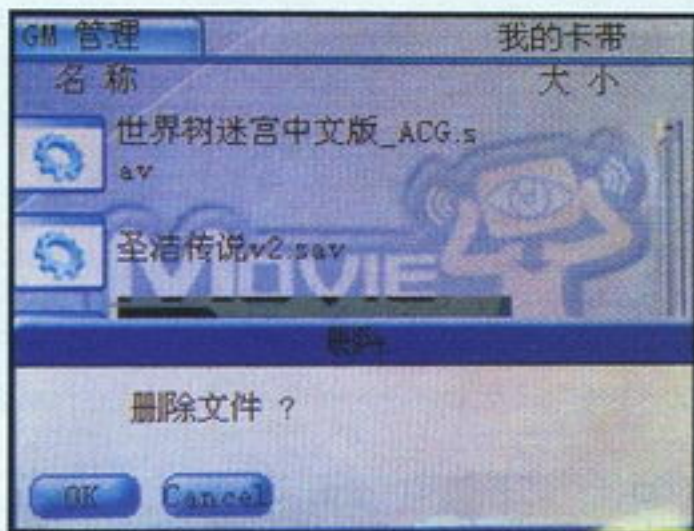 GM 管理
我的卡带
名 称
大 小
世界树迷宫中文版_ACG.s
av
圣洁传说v2.sav
MOVIE
删除文件 ?
OK
Cancel